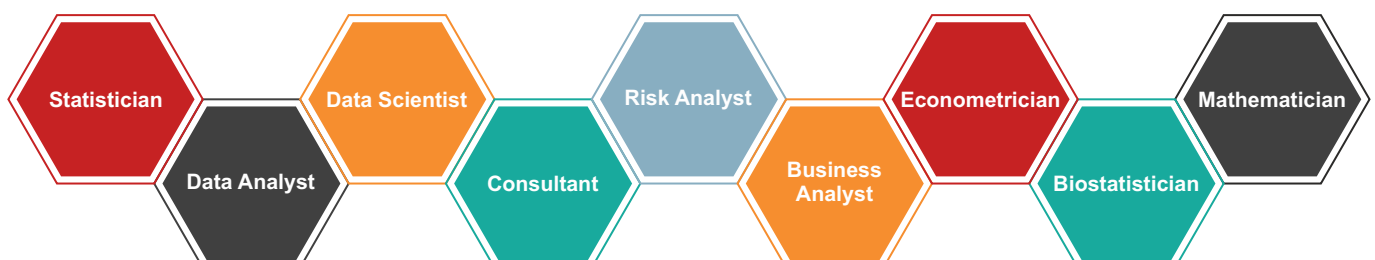 Statistician
Data Analyst
Data Scientist
Consultant
Risk Analyst
Business
Analyst
Econometrician
Biostatistician
Mathematician